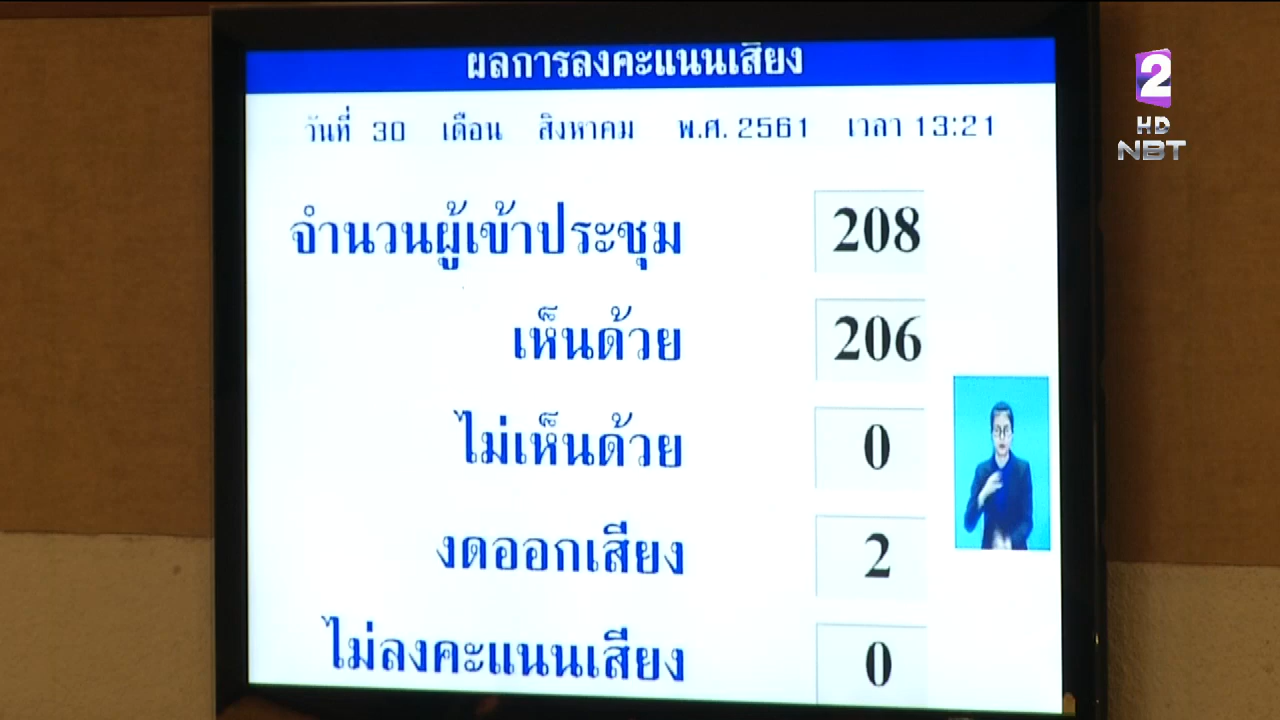 ผลการลงคะแนนเสียง
วันที่ 30 เดือน สิงหาคม พ.ศ. 2561 เวลา 13:21
จำนวนผู้เข้าประชุม 208
เห็นด้วย 206
ไม่เห็นด้วย 0
งดออกเสียง 2
ไม่ลงคะแนนเสียง 0
2
HD
NBT